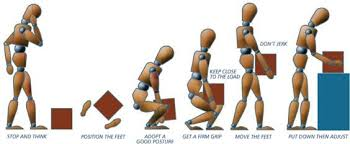 DON'T JERK
KEEP CLOSE
TO THE LOAD
STOP AND THINK
POSITION THE FEET
ADOPT A
GOOD POSTURE
GET A FIRM GRIP
MOVE THE FEET
PUT DOWN THEN ADJUST